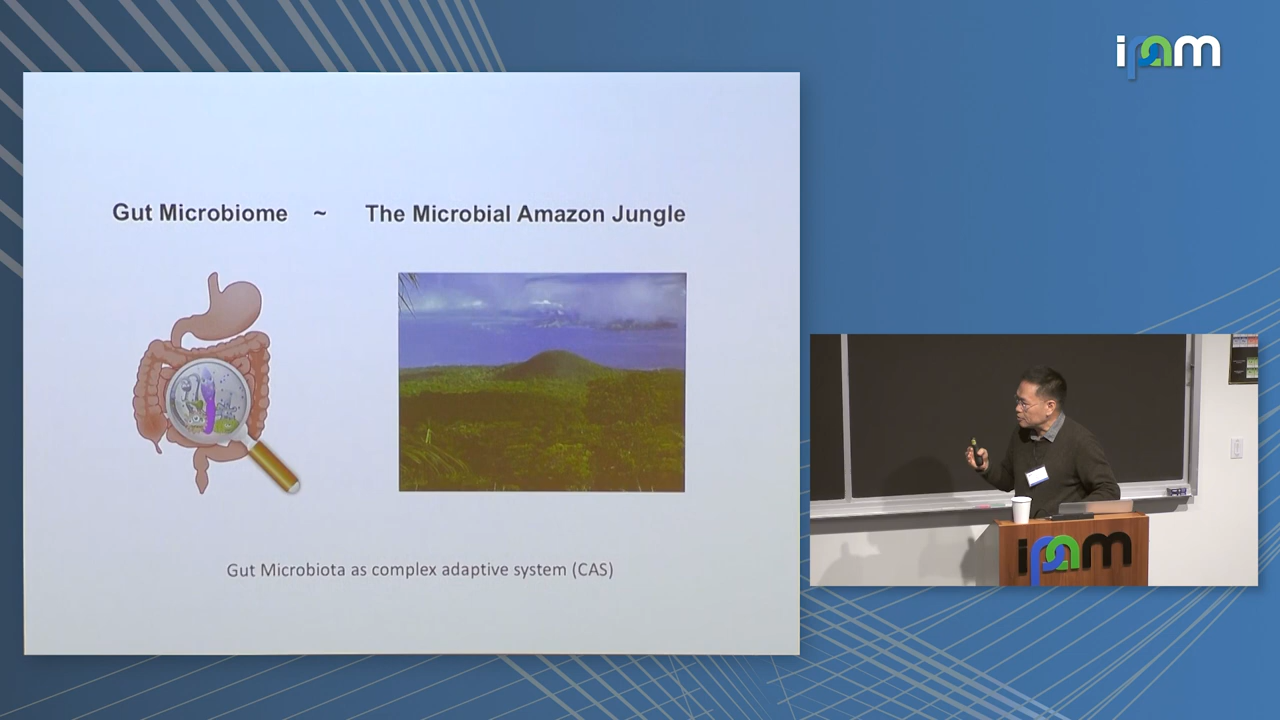 ipam
Gut Microbiome ~ The Microbial Amazon Jungle
Gut Microbiota as complex adaptive system (CAS)
ipam